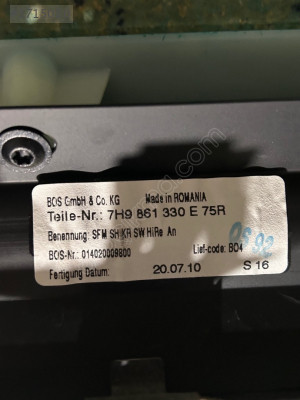 BOS GmbH & Co. KG Made in ROMANIA
Teile-Nr.: 7H9 861 330 E 75R
Benennung: SFM SH KR SW HiRe An
BOS-Nr.: 014020009800 Lief-code: BD4
Fertigung Datum: 20.07.10 S 16